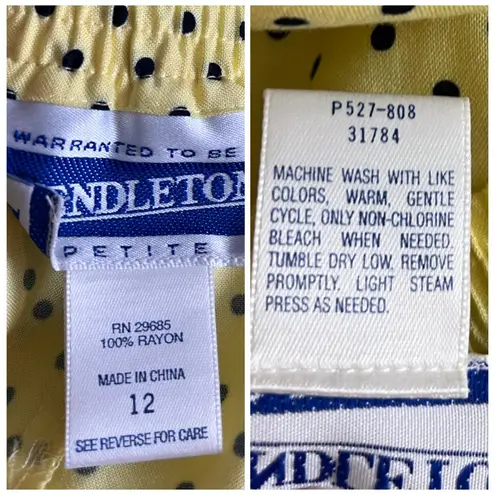 WARRANTED TO BE
ENDLETON
PETITE
RN 29685
100% RAYON
MADE IN CHINA
12
SEE REVERSE FOR CARE
P527-808
31784
MACHINE WASH WITH LIKE
COLORS, WARM, GENTLE
CYCLE, ONLY NON-CHLORINE
BLEACH WHEN NEEDED.
TUMBLE DRY LOW. REMOVE
PROMPTLY. LIGHT STEAM
PRESS AS NEEDED.